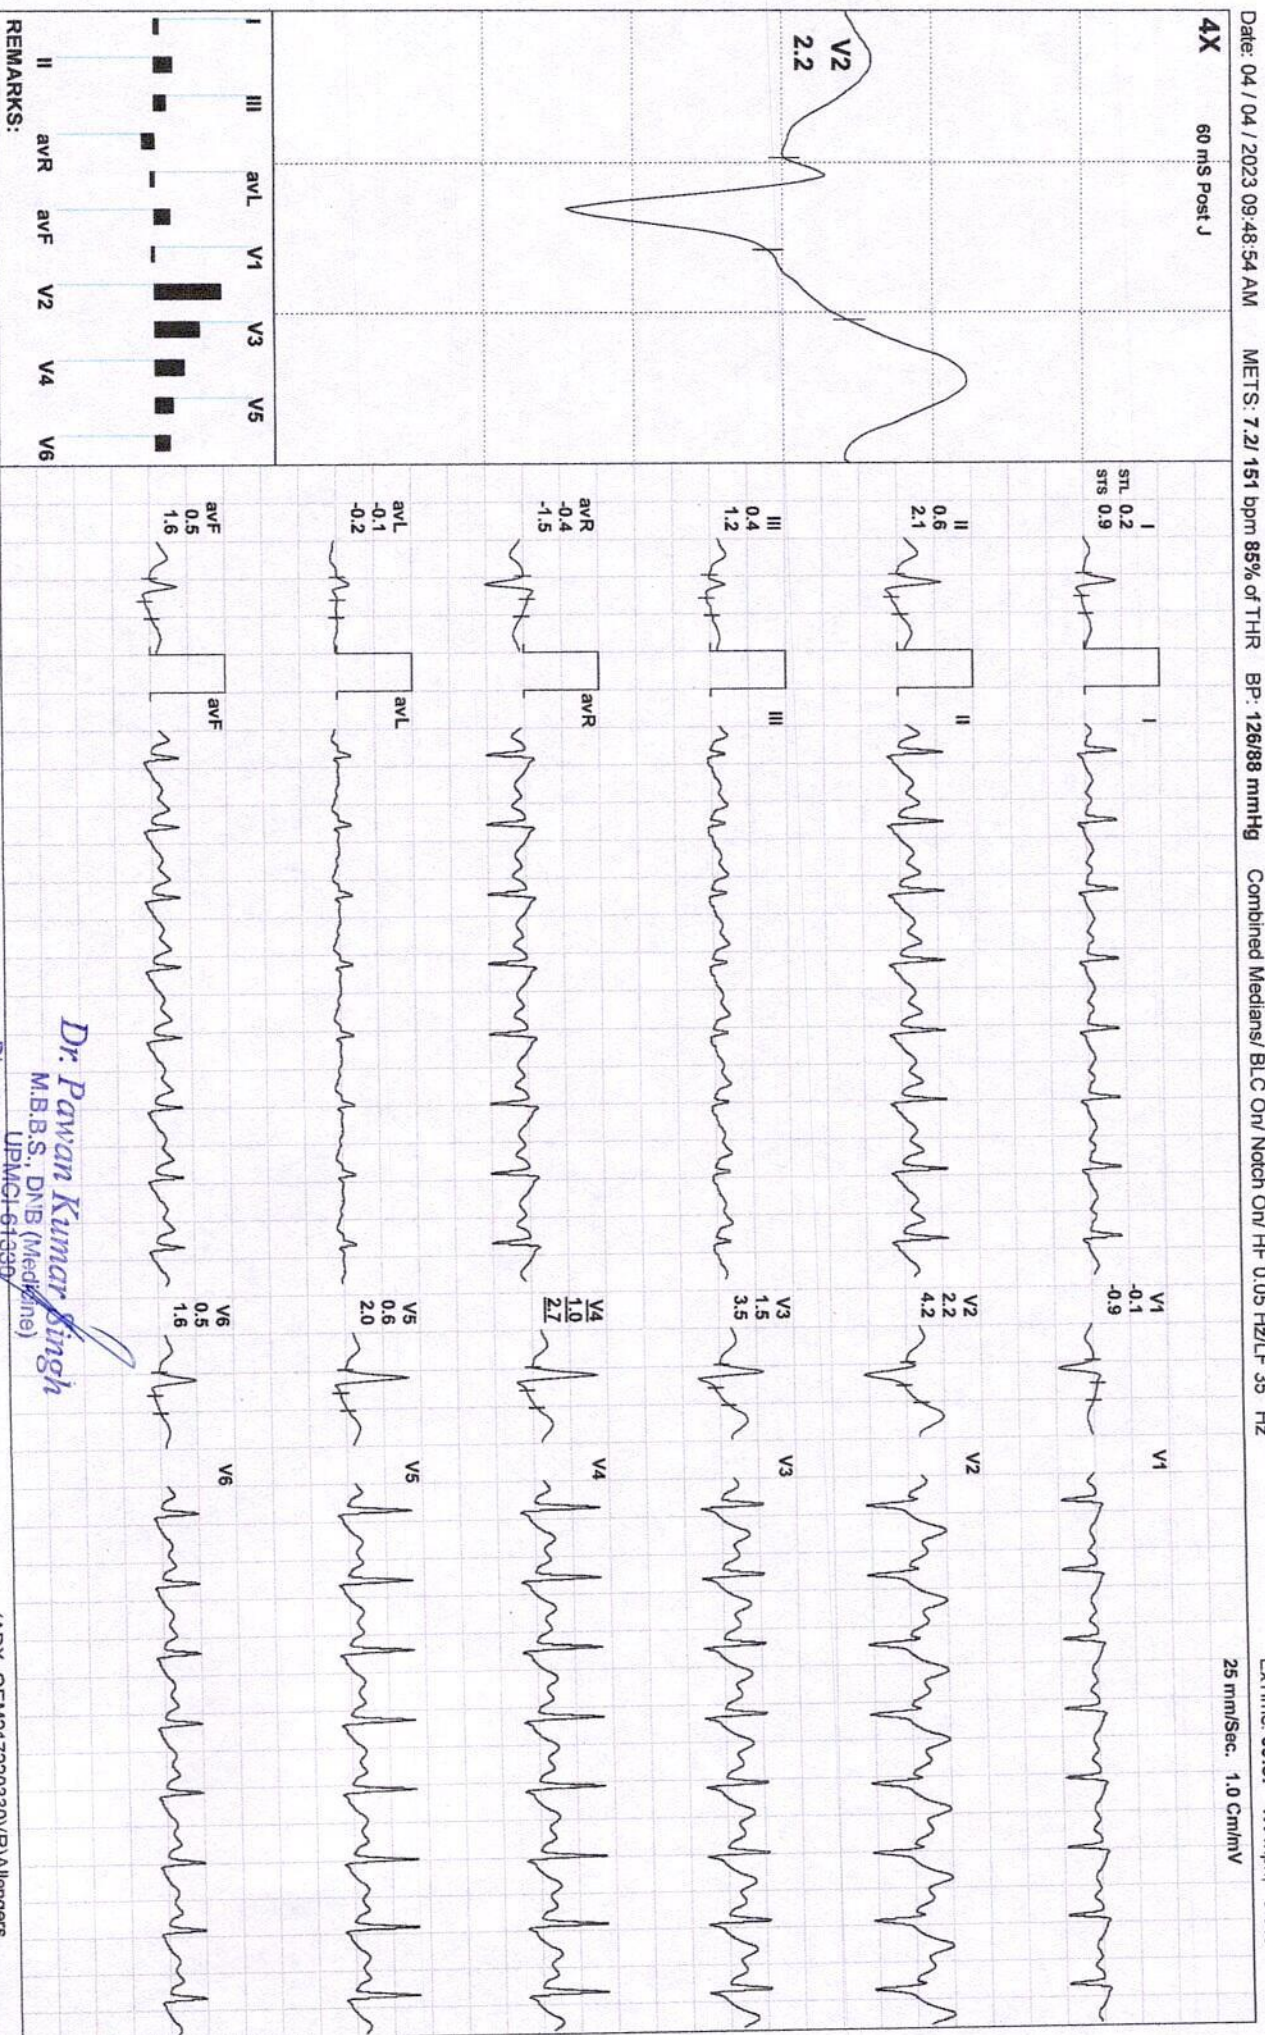 Date: 04 / 04 / 2023 09:48:54 AM METS: 7.2/ 151 bpm 85% of THR BP: 126/88 mmHg Combined Medians/ BLC On/ Notch On/ HF 0.05 Hz/LF 35 Hz
4X 60 mS Post J
25 mm/Sec. 1.0 Cm/mV
V2
2.2
I
STL 0.2
STS 0.9
I
V1
-0.1
-0.9
V1
II
0.6
2.1
II
V2
2.2
4.2
V2
III
0.4
1.2
III
V3
1.5
3.5
V3
avR
-0.4
-1.5
avR
V4
1.0
2.7
V4
avL
-0.1
-0.2
avL
V5
0.6
2.0
V5
avF
0.5
1.6
avF
V6
0.5
1.6
V6
I III avL V1 V3 V5
II avR avF V2 V4 V6
REMARKS:
Dr. Pawan Kumar Singh
M.B.B.S., DNB (Medicine)
UPMCI-61330